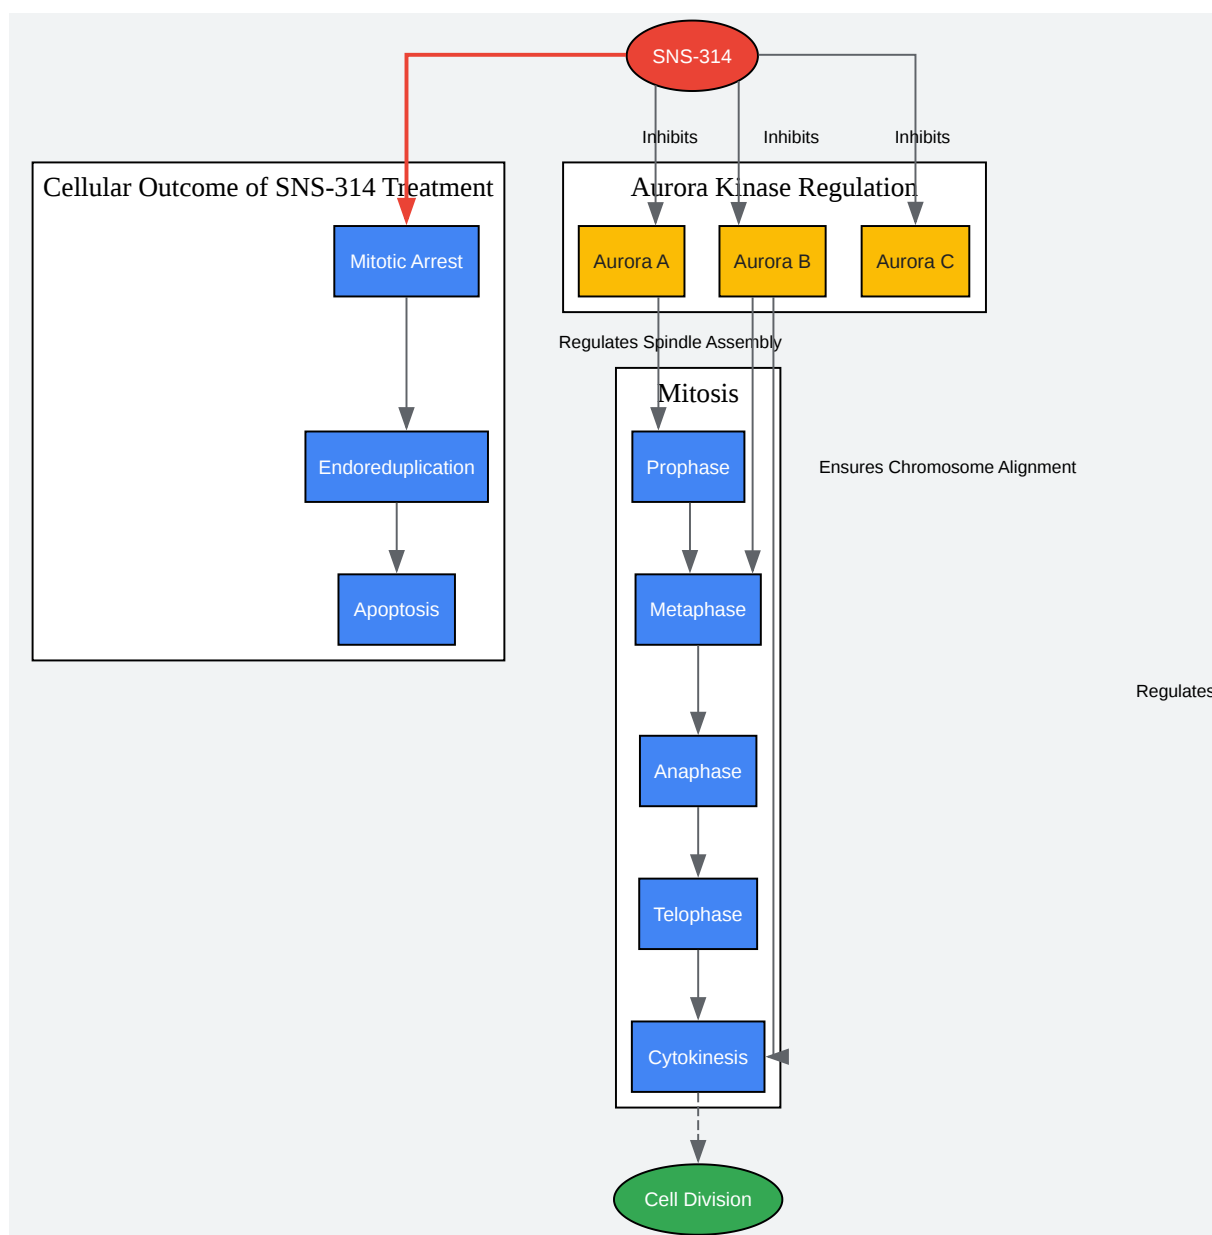 SNS-314
Inhibits
Inhibits
Inhibits
Cellular Outcome of SNS-314 Treatment
Aurora Kinase Regulation
Mitotic Arrest
Aurora A
Aurora B
Aurora C
Regulates Spindle Assembly
Mitosis
Endoreduplication
Prophase
Ensures Chromosome Alignment
Apoptosis
Metaphase
Regulates
Anaphase
Telophase
Cytokinesis
Cell Division